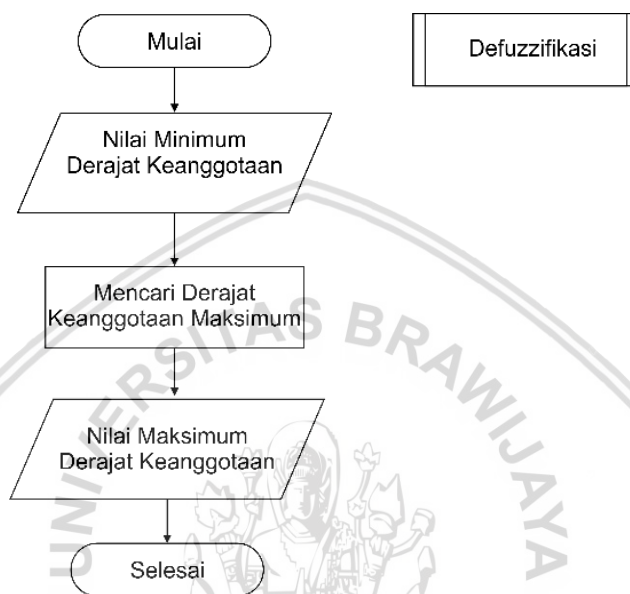 Mulai
Defuzzifikasi
Nilai Minimum
Derajat Keanggotaan
Mencari Derajat
Keanggotaan Maksimum
Nilai Maksimum
Derajat Keanggotaan
Selesai
UNIVERSITAS BRAWIJAYA